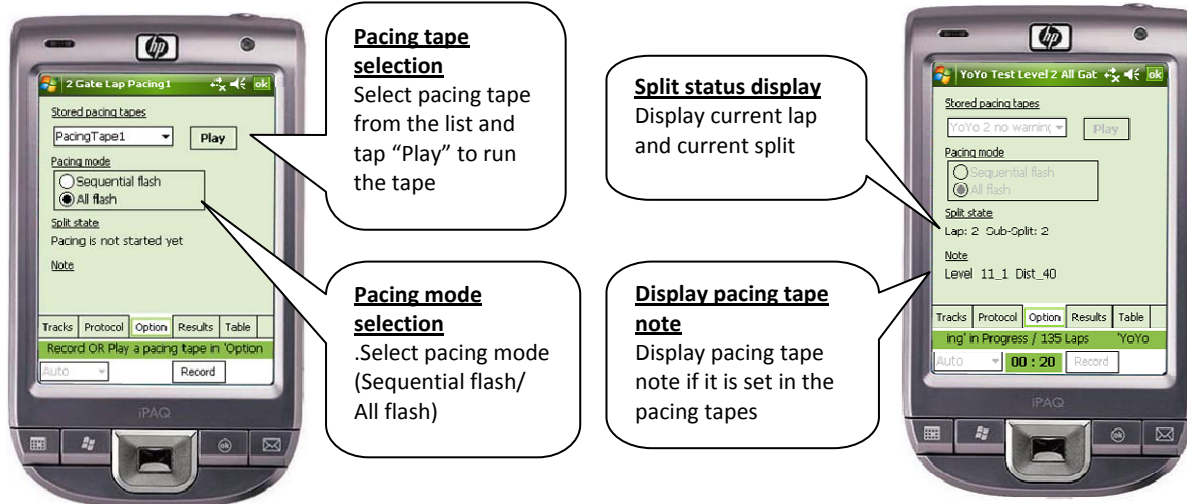 hp
2 Gate Lap Pacing1
ok
Stored pacing tapes
PacingTape1
Play
Pacing mode
Sequential flash
All flash
Split state
Pacing is not started yet
Note
Tracks Protocol Option Results Table
Record OR Play a pacing tape in 'Option
Auto
Record
iPAQ
ok
Pacing tape
selection
Select pacing tape
from the list and
tap “Play” to run
the tape
Pacing mode
selection
.Select pacing mode
(Sequential flash/
All flash)
Split status display
Display current lap
and current split
Display pacing tape
note
Display pacing tape
note if it is set in the
pacing tapes
hp
YoYo Test Level 2 All Gat
ok
Stored pacing tapes
YoYo 2 no warning
Play
Pacing mode
Sequential flash
All flash
Split state
Lap: 2 Sub-Split: 2
Note
Level 11_1 Dist_40
Tracks Protocol Option Results Table
ing' in Progress / 135 Laps 'YoYo
Auto 00 : 20 Record
iPAQ
ok